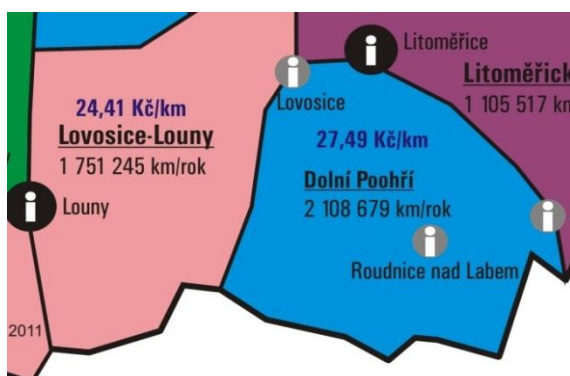 Litoměřice
Litoměřick
1 105 517 km
Lovosice
24,41 Kč/km
Lovosice-Louny
1 751 245 km/rok
27,49 Kč/km
Dolní Poohří
2 108 679 km/rok
Louny
Roudnice nad Labem
2011